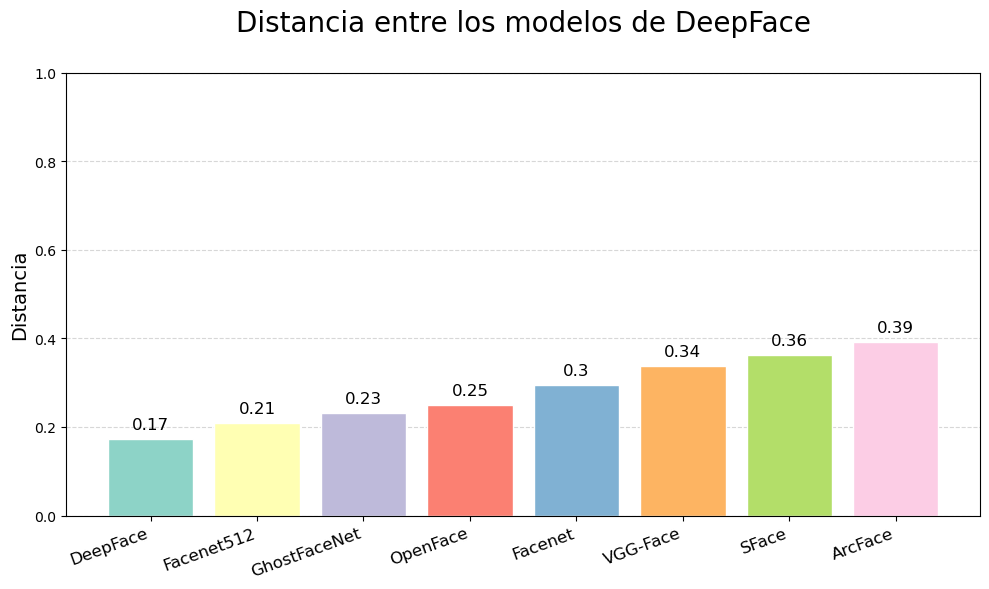 Distancia entre los modelos de DeepFace
Distancia
1.0
0.8
0.6
0.4
0.2
0.0
0.17
0.21
0.23
0.25
0.3
0.34
0.36
0.39
DeepFace
Facenet512
GhostFaceNet
OpenFace
Facenet
VGG-Face
SFace
ArcFace